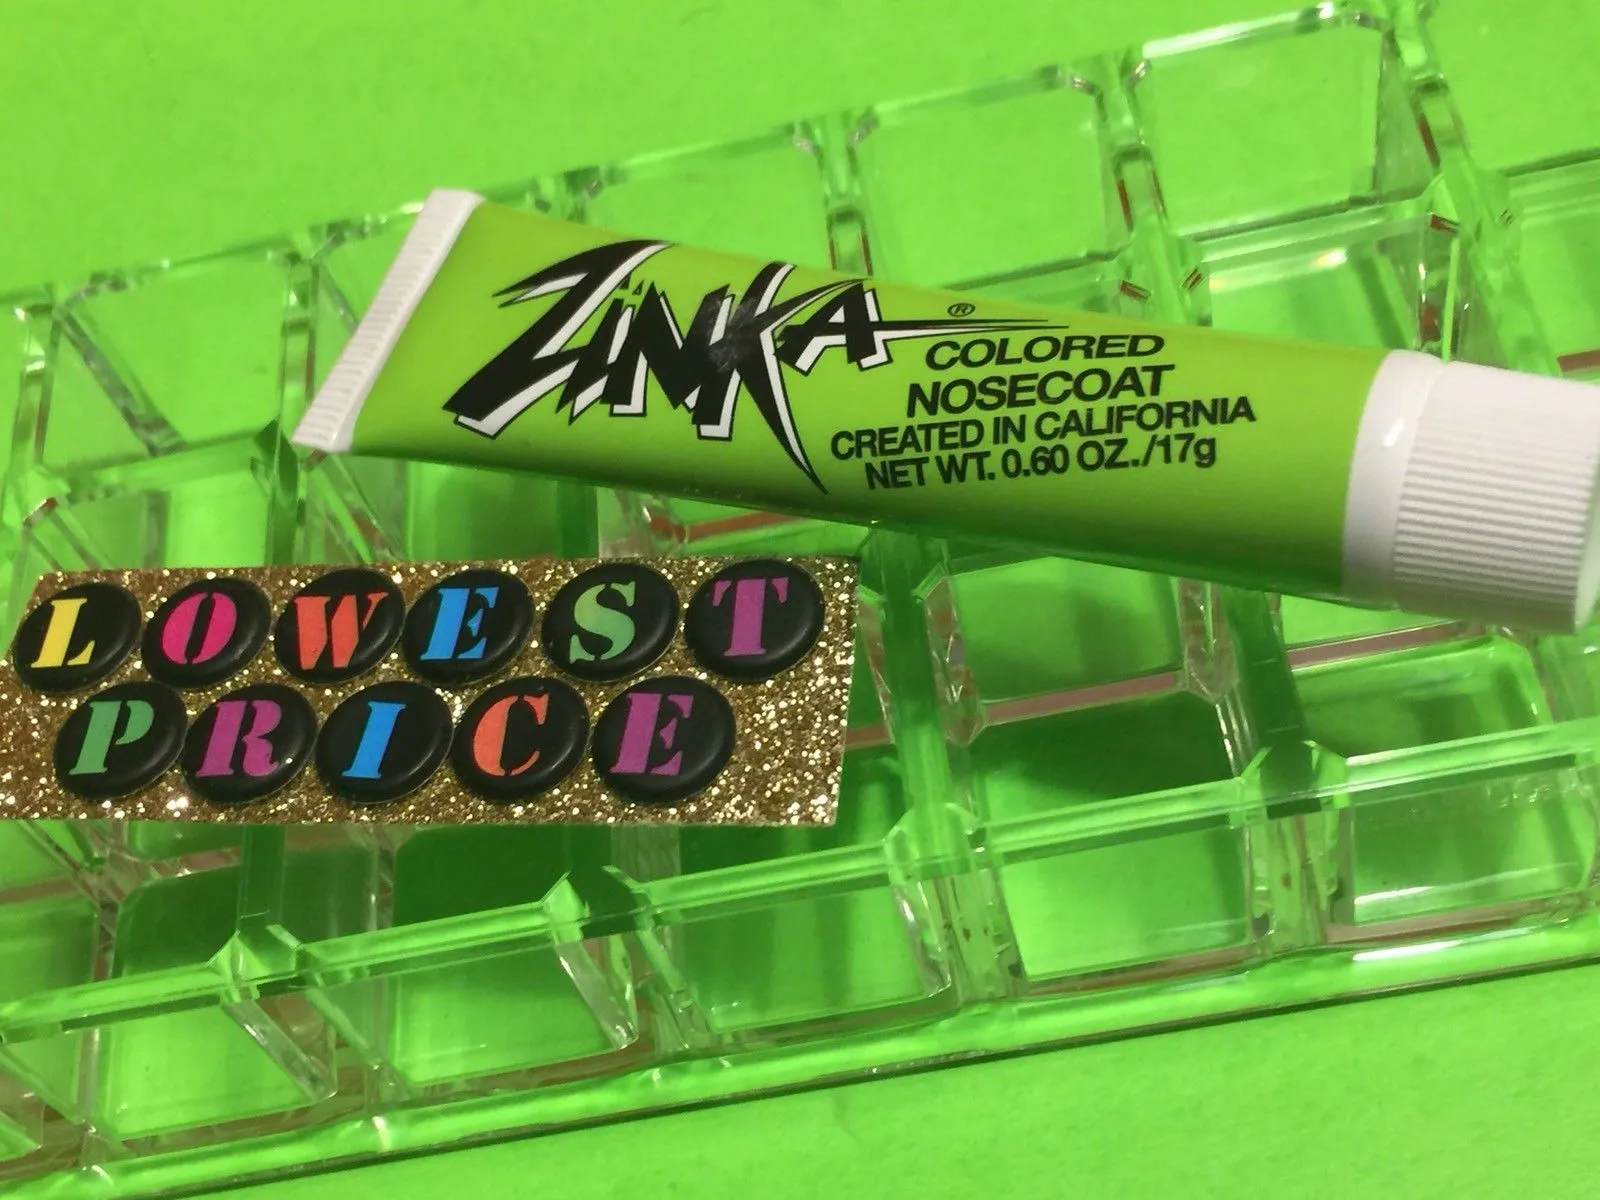 ZINKA®
COLORED
NOSECOAT
CREATED IN CALIFORNIA
NET WT. 0.60 OZ./17g
LOWEST
PRICE